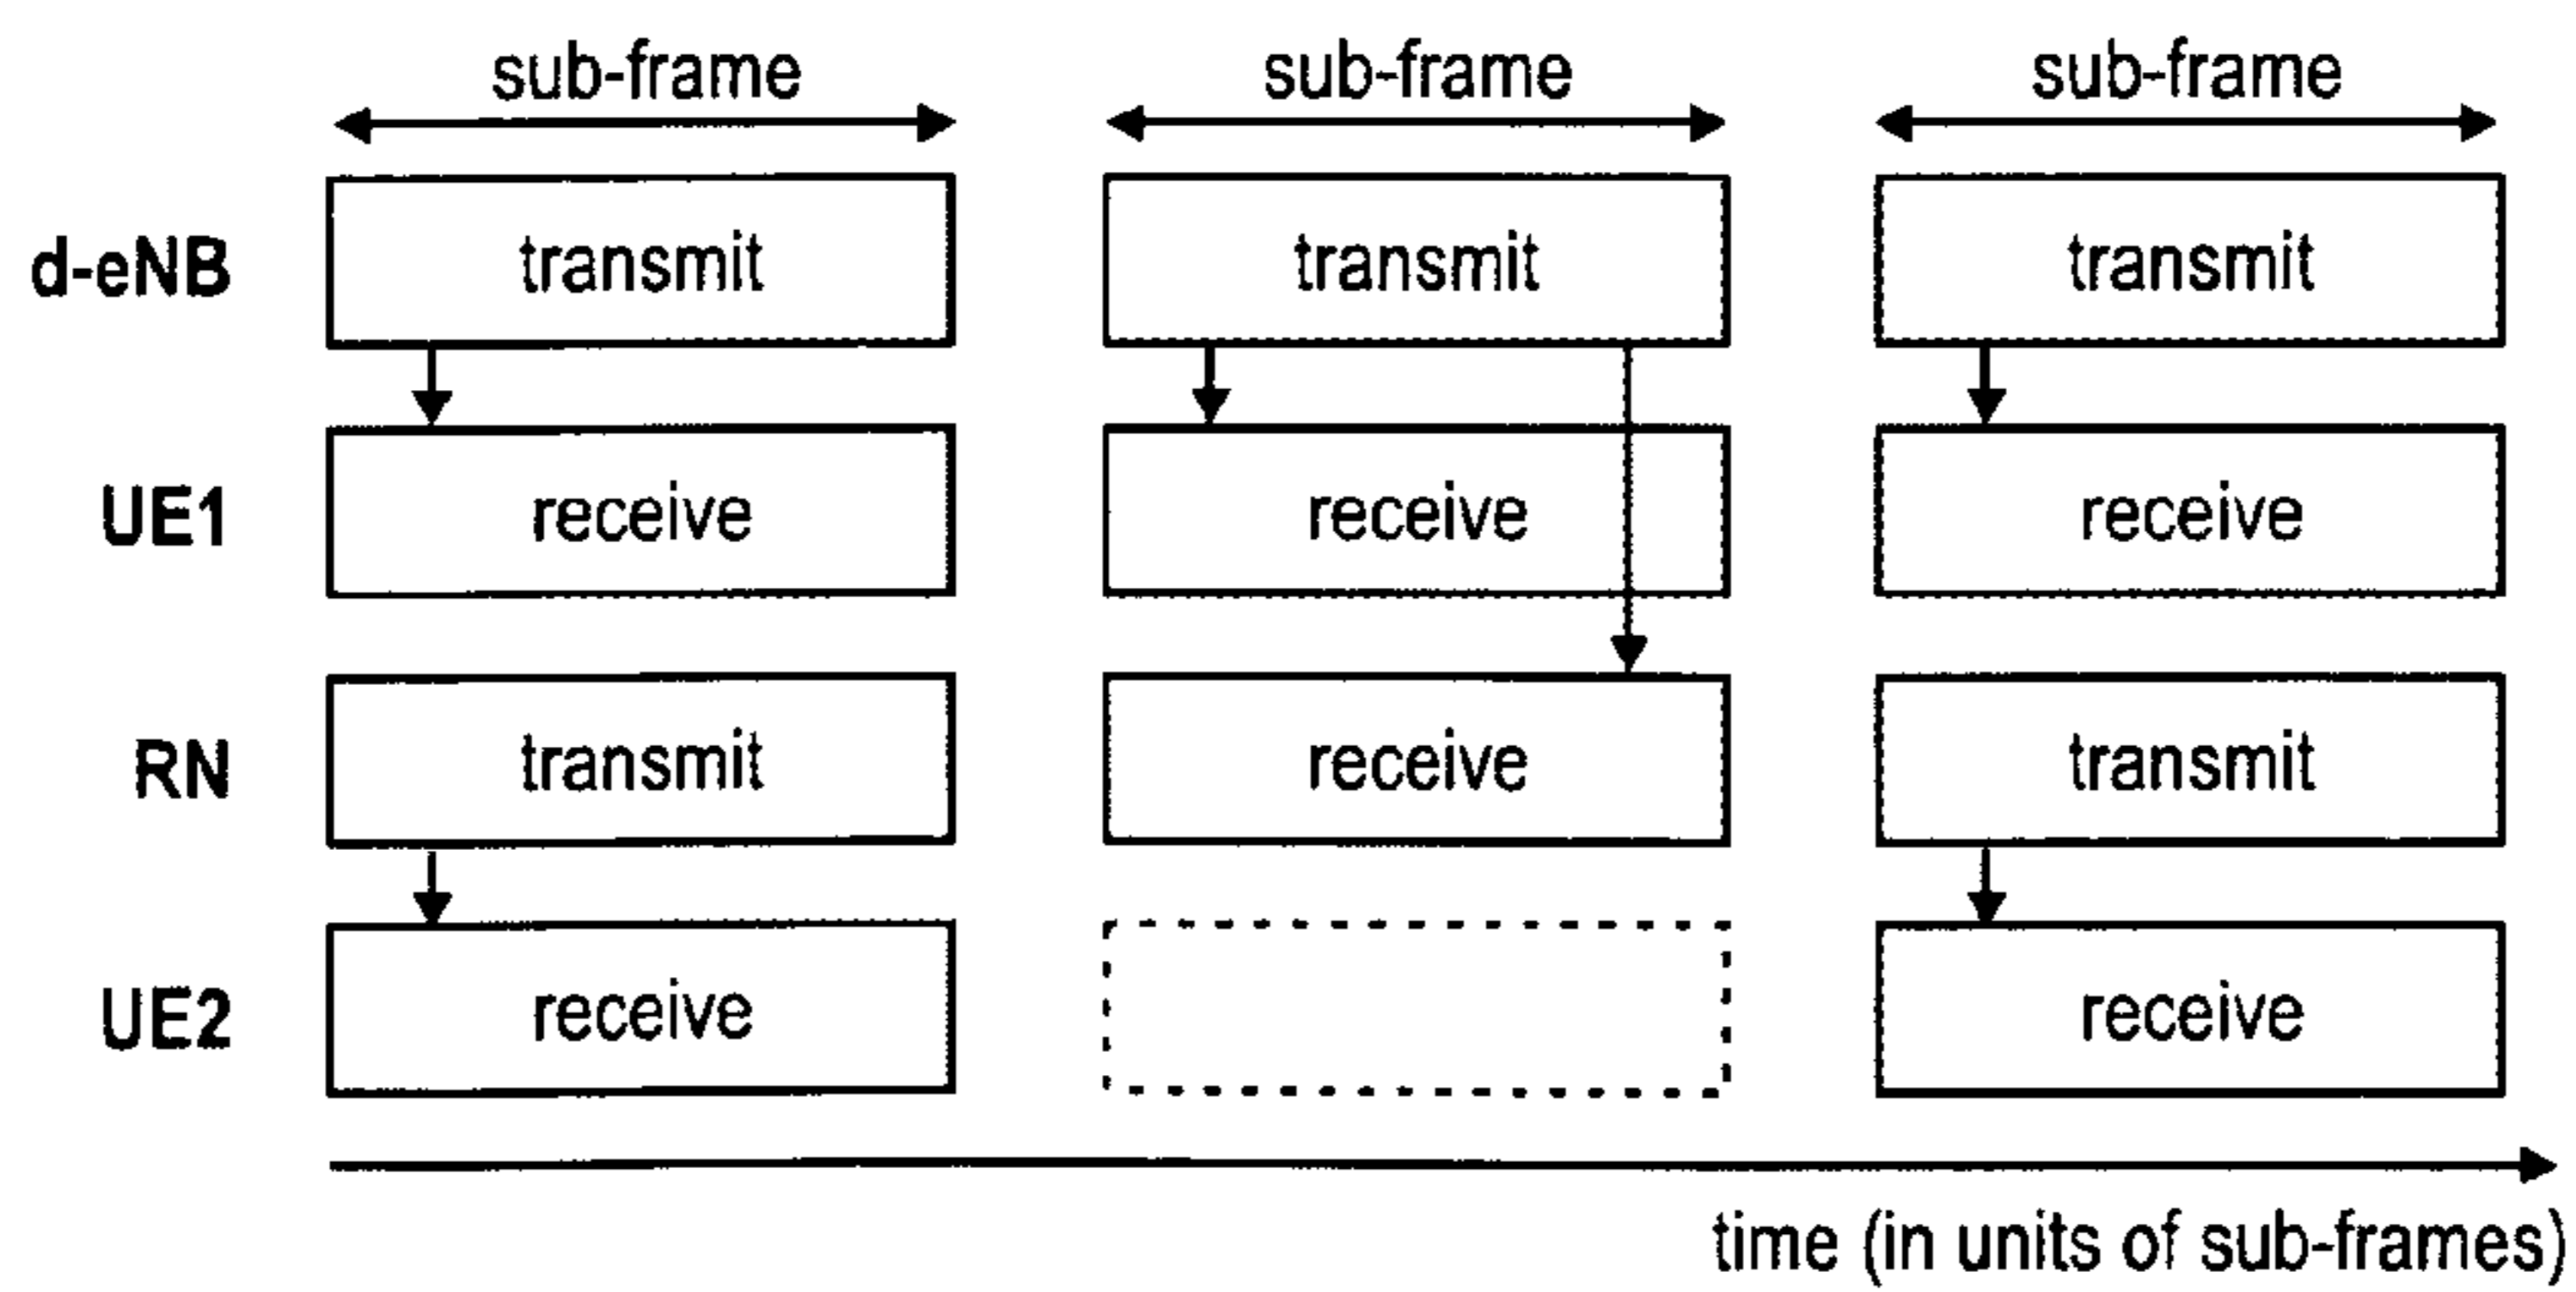 sub-frame sub-frame sub-frame
d-eNB transmit transmit transmit
UE1 receive receive receive
RN transmit receive transmit
UE2 receive receive
time (in units of sub-frames)